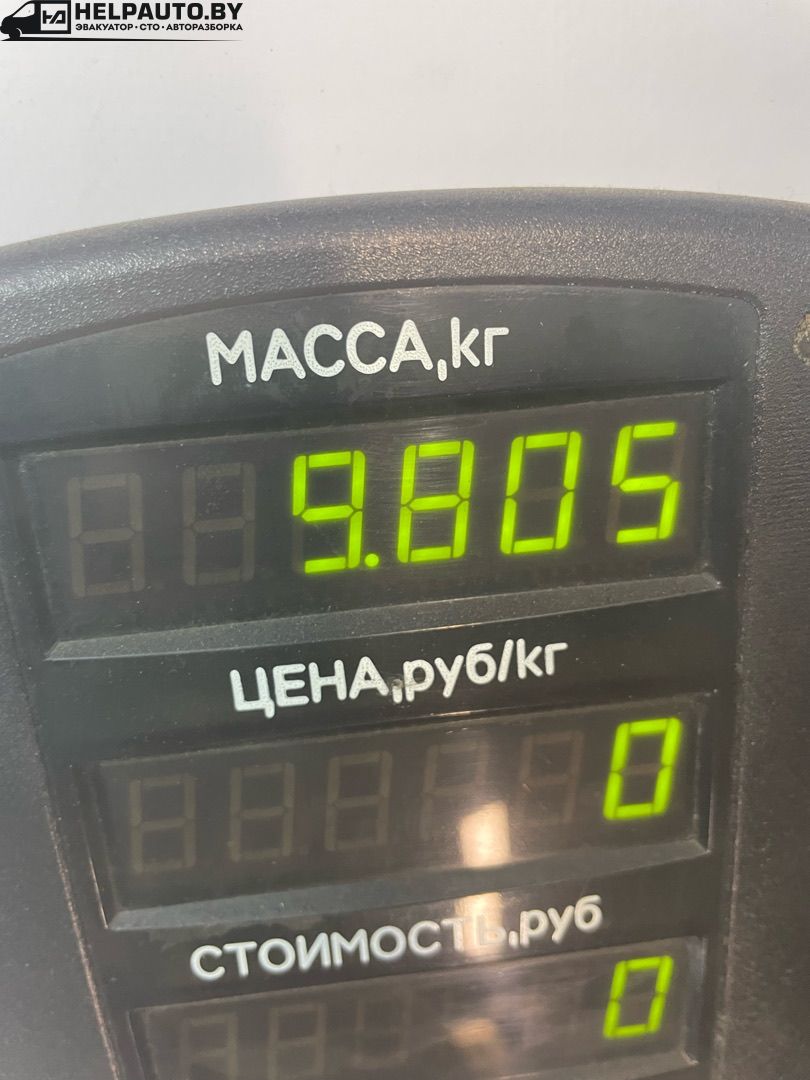 HELPAUTO.BY
ЭВАКУАТОР • СТО • АВТОРАЗБОРКА
МАССА,кг
9.805
ЦЕНА,руб/кг
0
СТОИМОСТЬ,руб
0